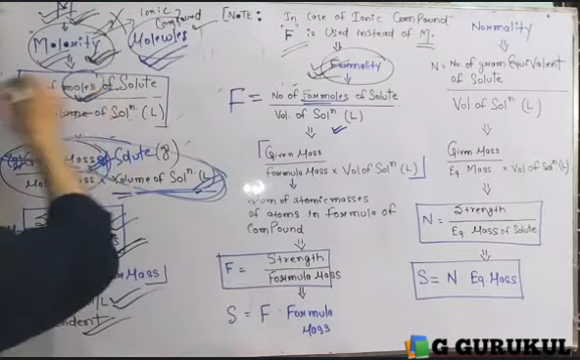 M
ionic
compound
Molarity
Molecules
moles of Solute
Volume of Solⁿ (L)
Given Mass of Solute (g)
Molar Mass x Volume of Solⁿ (L)
Mass
[NOTE: In Case of Ionic Compound
F is Used instead of M.
Formality
F = No of Formoles of Solute
Vol. of Solⁿ (L)
Given Mass
Formula Mass x Vol of Solⁿ (L)
Sum of atomic masses
of atoms in Formula of
Compound
F = Strength
Formula Mass
S = F · Formula
Mass
Normality
N = No of gram Equivalent
of Solute
Vol of Solⁿ (L)
Given Mass
Eq. Mass x Vol of Solⁿ (L)
N = Strength
Eq. Mass of Solute
S = N Eq. Mass
G GURUKUL